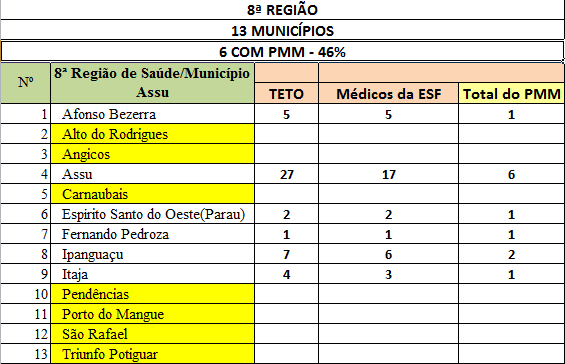 8ª REGIÃO
13 MUNICÍPIOS
6 COM PMM - 46%
Nº 8ª Região de Saúde/Município Assu TETO Médicos da ESF Total do PMM
1 Afonso Bezerra 5 5 1
2 Alto do Rodrigues
3 Angicos
4 Assu 27 17 6
5 Carnaubais
6 Espirito Santo do Oeste(Parau) 2 2 1
7 Fernando Pedroza 1 1 1
8 Ipanguaçu 7 6 2
9 Itaja 4 3 1
10 Pendências
11 Porto do Mangue
12 São Rafael
13 Triunfo Potiguar